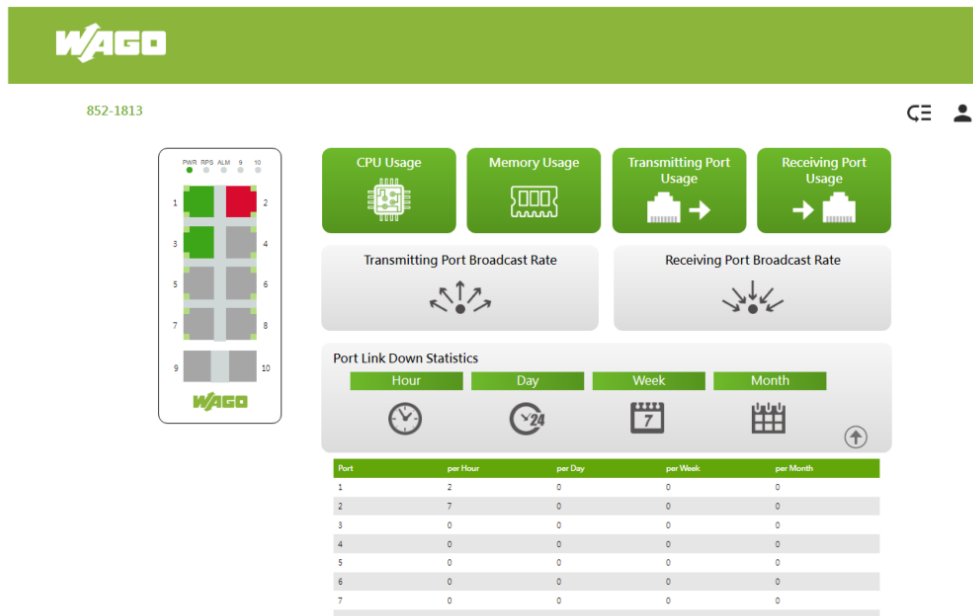 WAGO
852-1813
PWR RPS ALM 9 10
1 2
3 4
5 6
7 8
9 10
WAGO
CPU Usage
Memory Usage
Transmitting Port
Usage
Receiving Port
Usage
Transmitting Port Broadcast Rate
Receiving Port Broadcast Rate
Port Link Down Statistics
Hour Day Week Month
24 7
Port per Hour per Day per Week per Month
1 2 0 0 0
2 7 0 0 0
3 0 0 0 0
4 0 0 0 0
5 0 0 0 0
6 0 0 0 0
7 0 0 0 0